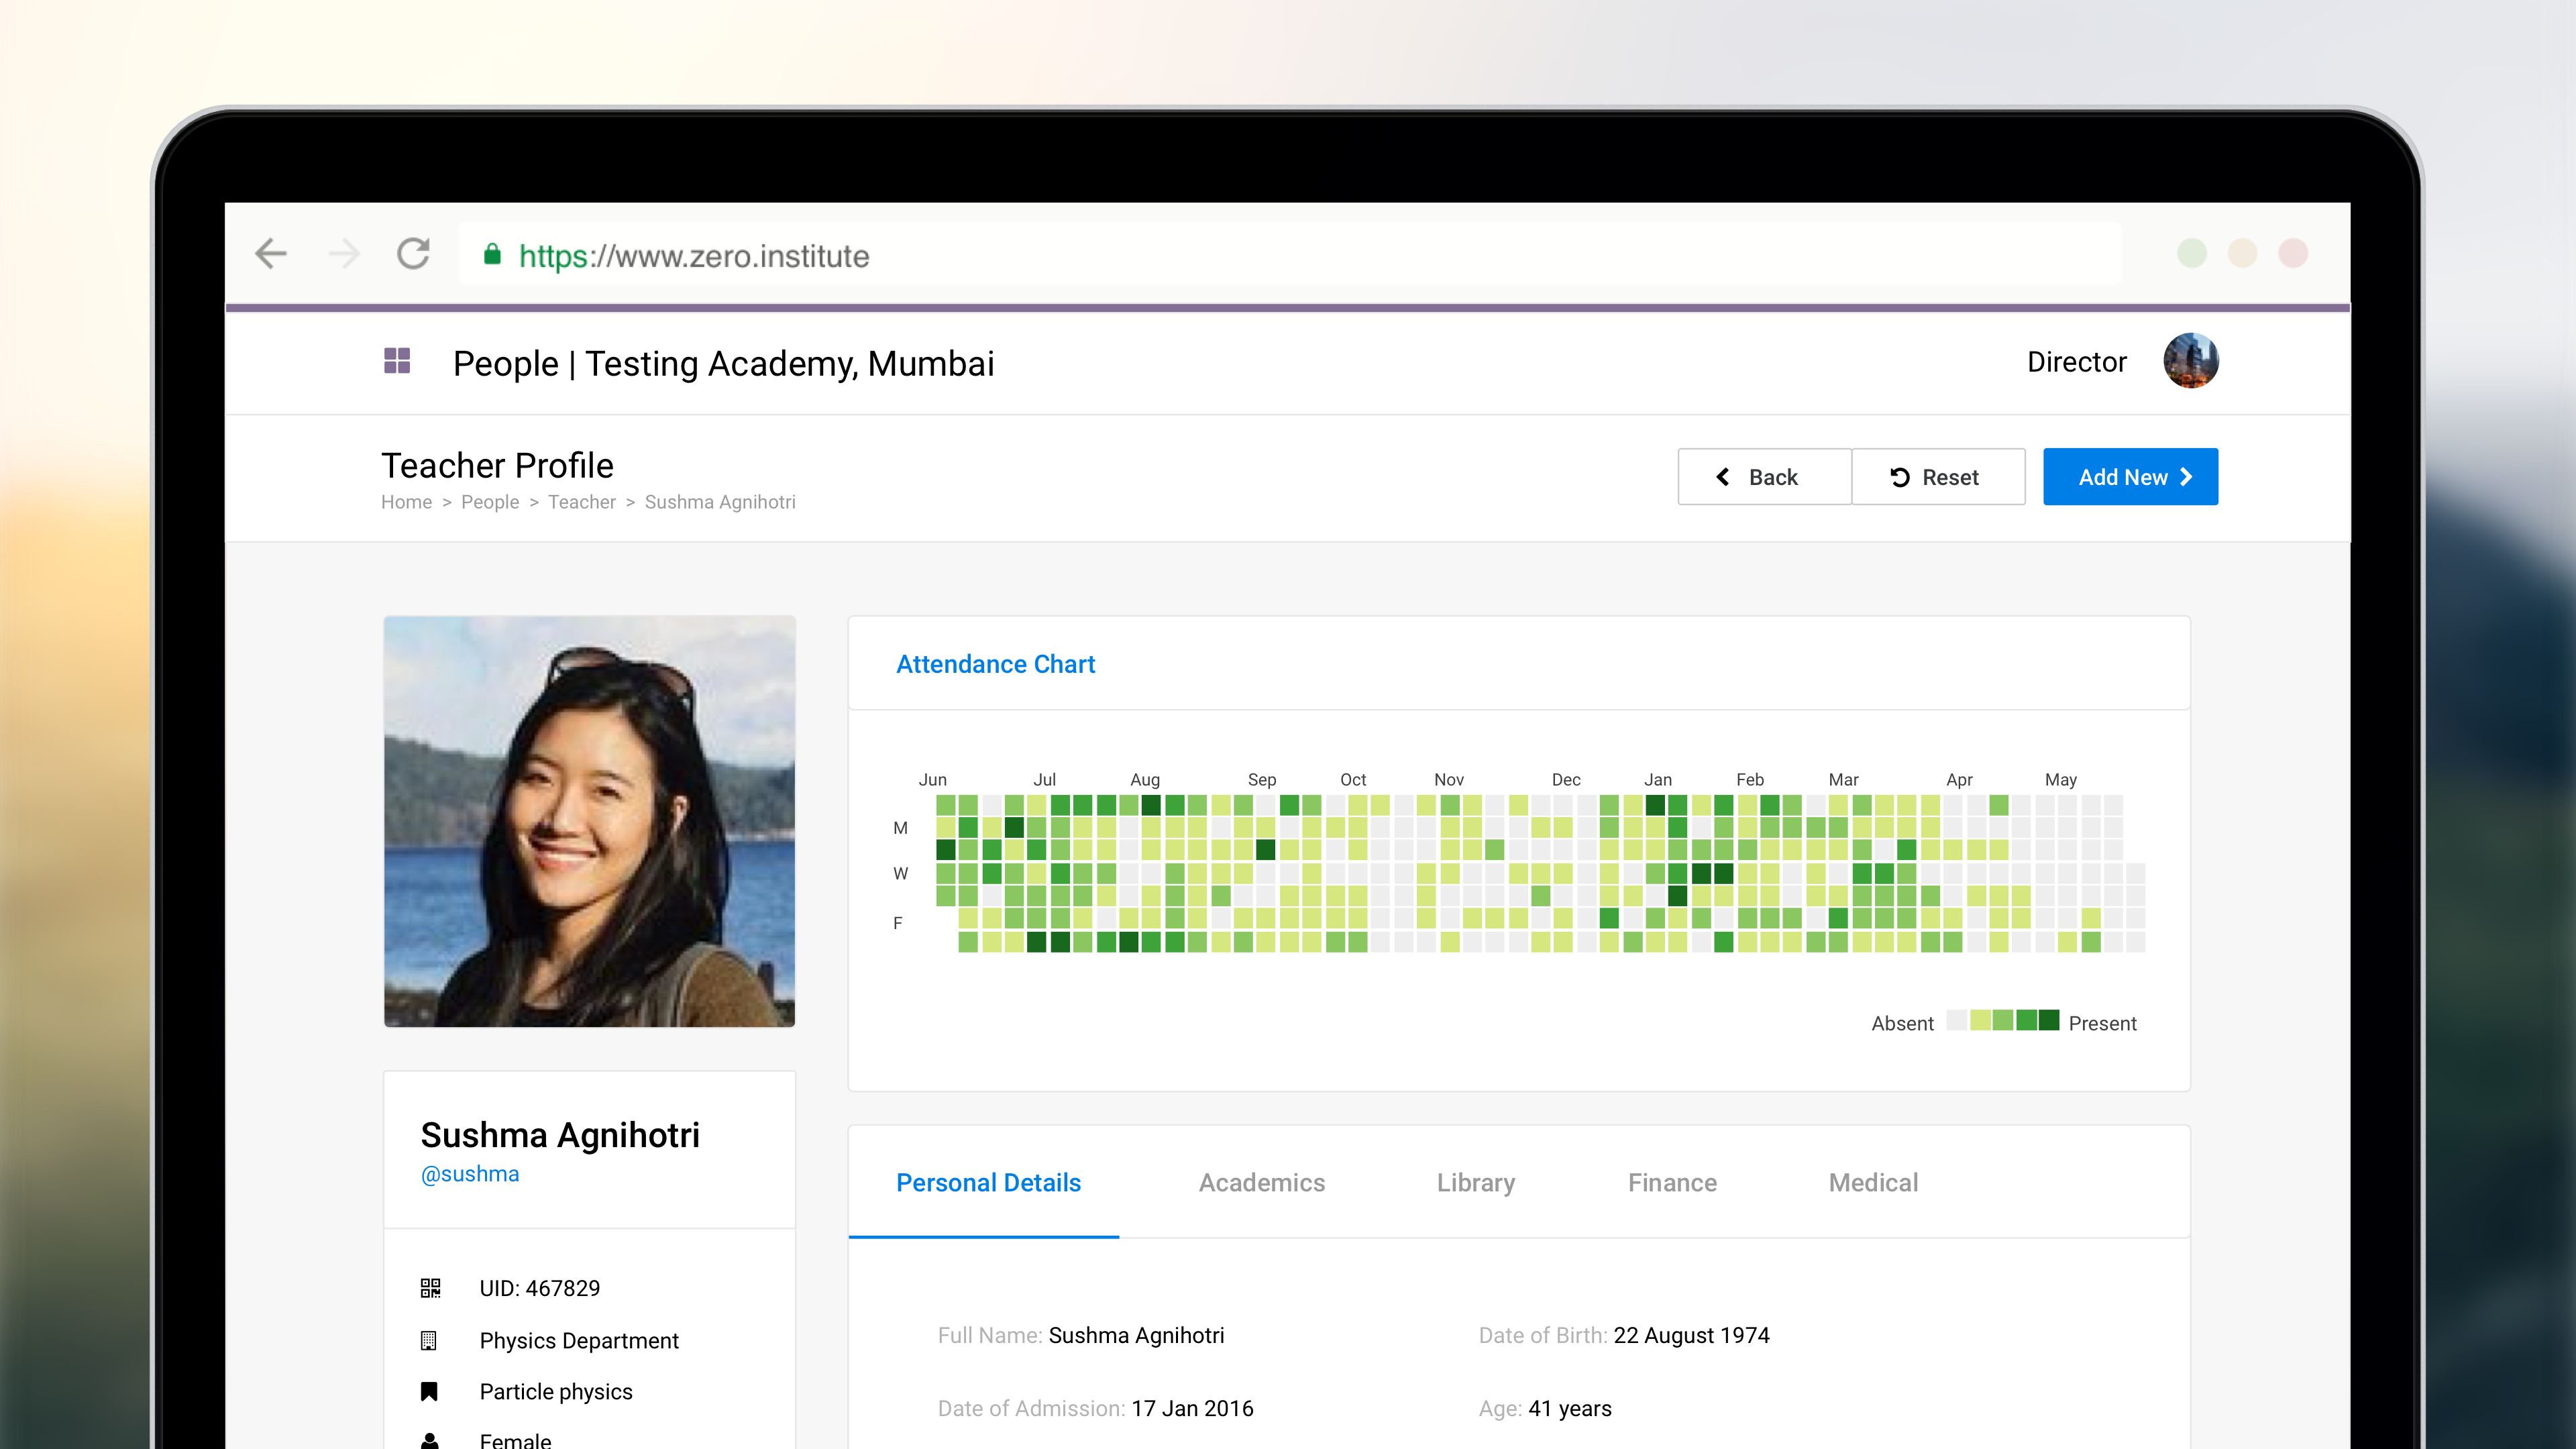 https://www.zero.institute
People | Testing Academy, Mumbai
Director
Teacher Profile
Home > People > Teacher > Sushma Agnihotri
Back
Reset
Add New
Attendance Chart
Jun Jul Aug Sep Oct Nov Dec Jan Feb Mar Apr May
M
W
F
Absent Present
Sushma Agnihotri
@sushma
UID: 467829
Physics Department
Particle physics
Female
Personal Details Academics Library Finance Medical
Full Name: Sushma Agnihotri
Date of Birth: 22 August 1974
Date of Admission: 17 Jan 2016
Age: 41 years